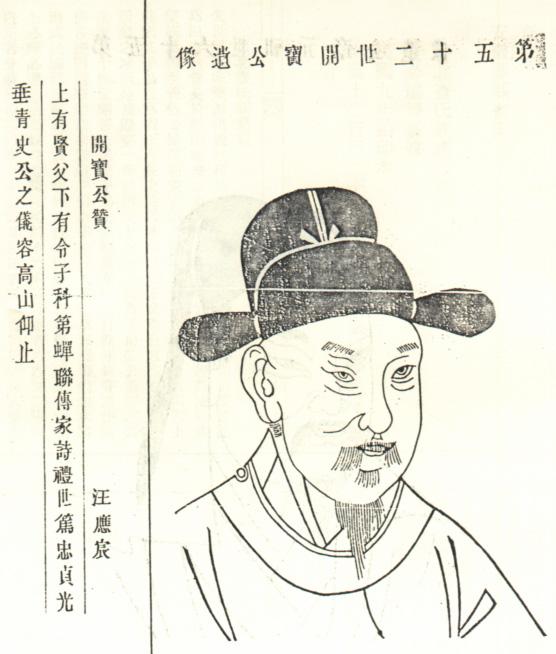 第五十二世開寶公遺像
開寶公贊
汪應宸
上有賢父下有令子科第蟬聯傳家詩禮世篤忠貞光
垂青史公之儀容高山仰止